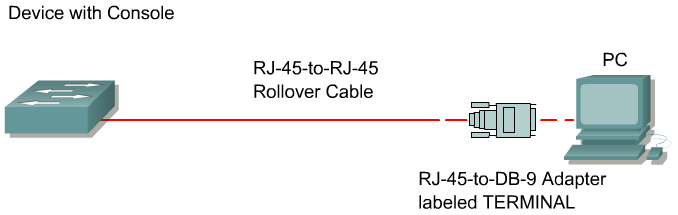 Device with Console
RJ-45-to-RJ-45
Rollover Cable
PC
RJ-45-to-DB-9 Adapter
labeled TERMINAL